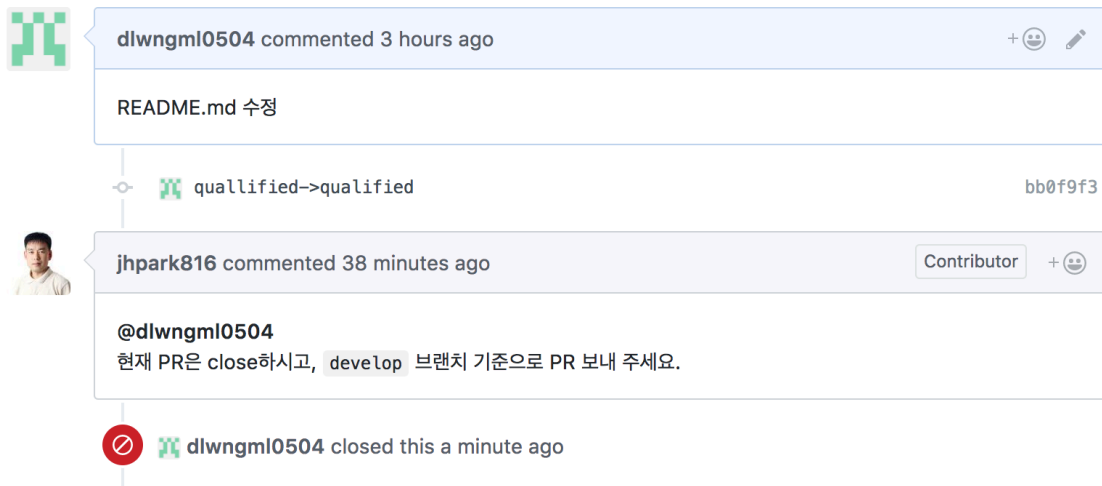 dlwngml0504 commented 3 hours ago
README.md 수정
quallified->qualified bb0f9f3
jhpark816 commented 38 minutes ago Contributor
@dlwngml0504
현재 PR은 close하시고, develop 브랜치 기준으로 PR 보내 주세요.
dlwngml0504 closed this a minute ago